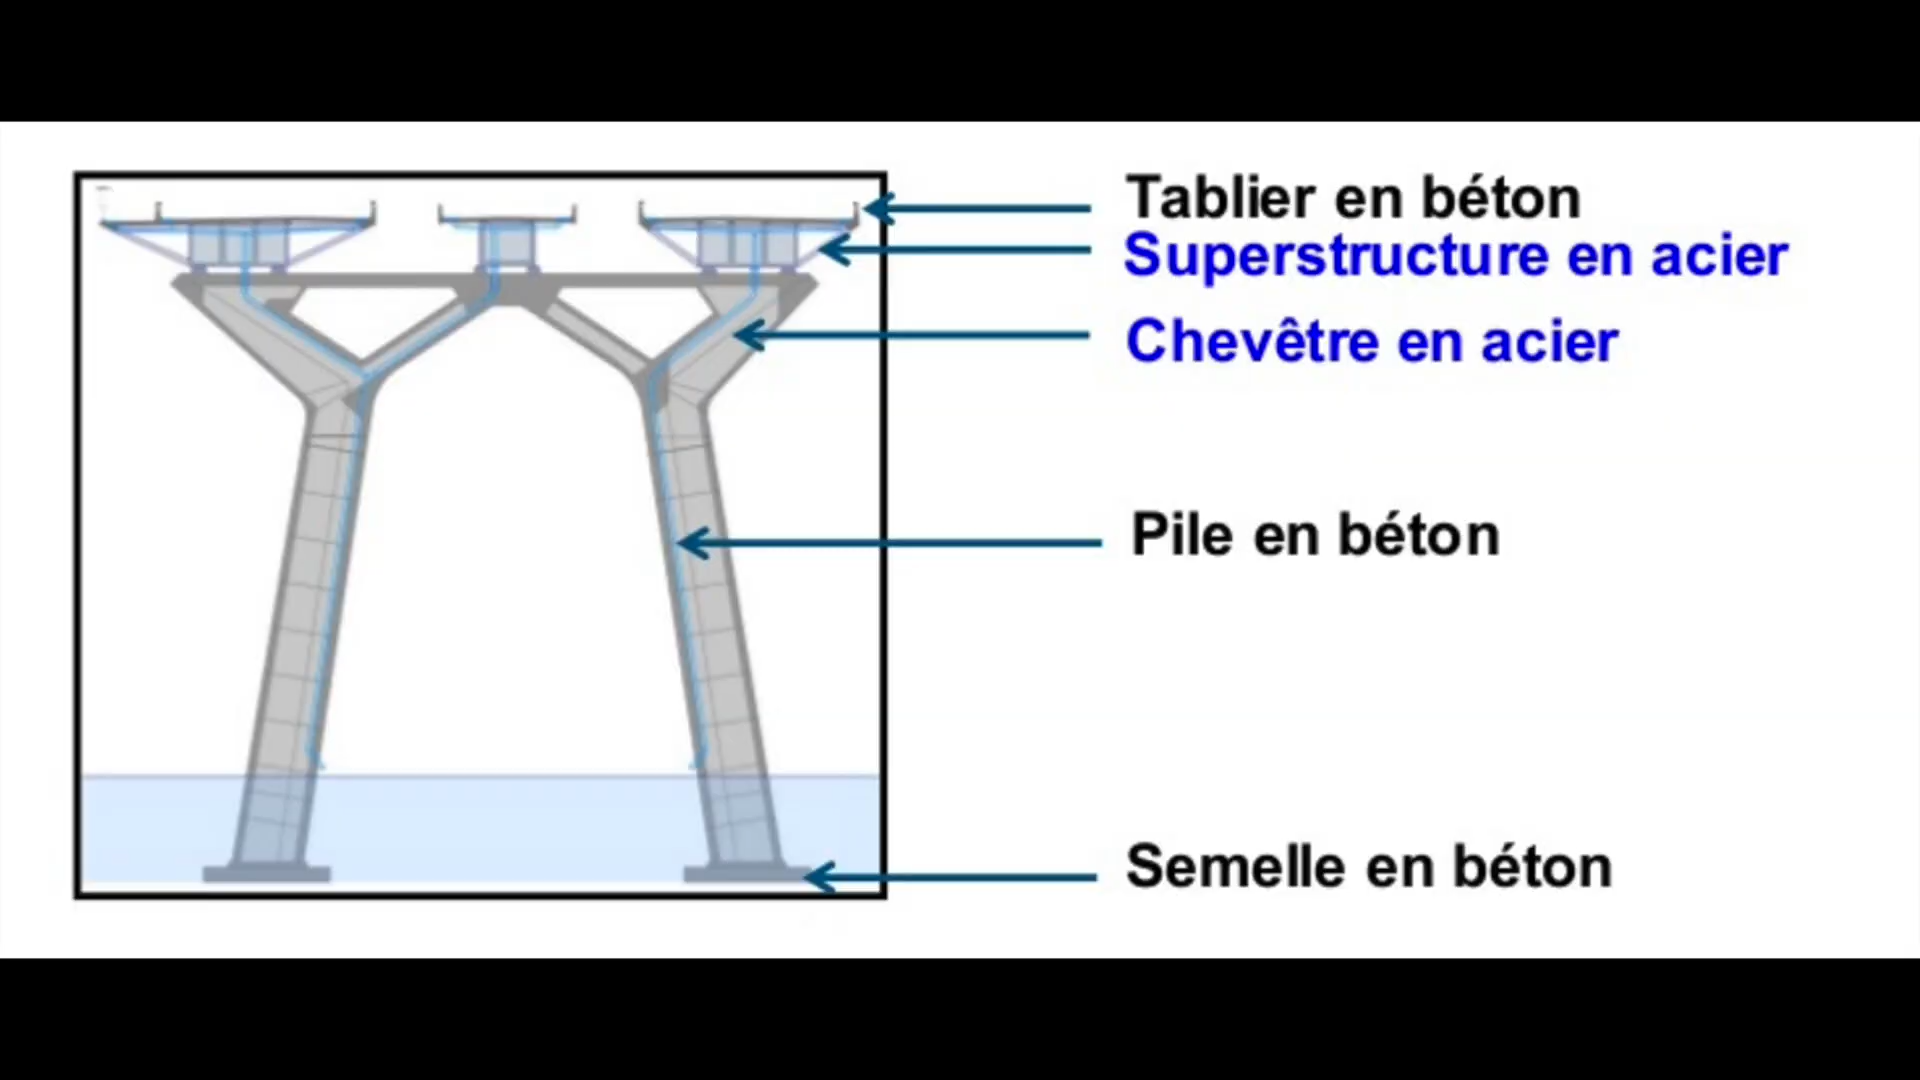 Tablier en béton
Superstructure en acier
Chevêtre en acier
Pile en béton
Semelle en béton